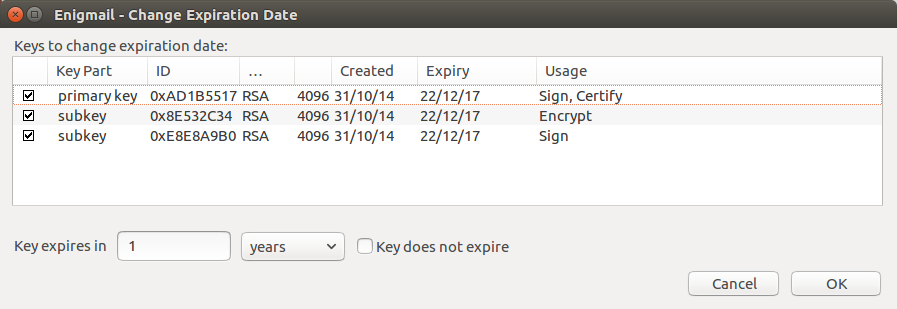 Enigmail - Change Expiration Date
Keys to change expiration date:
Key Part ID ... Created Expiry Usage
primary key 0xAD1B5517 RSA 4096 31/10/14 22/12/17 Sign, Certify
subkey 0x8E532C34 RSA 4096 31/10/14 22/12/17 Encrypt
subkey 0xE8E8A9B0 RSA 4096 31/10/14 22/12/17 Sign
Key expires in 1 years Key does not expire
Cancel OK